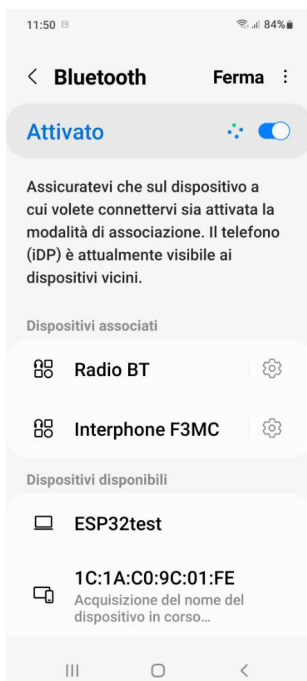 11:50 84%
Bluetooth Ferma
Attivato
Assicuratevi che sul dispositivo a
cui volete connettervi sia attivata la
modalità di associazione. Il telefono
(iDP) è attualmente visibile ai
dispositivi vicini.
Dispositivi associati
Radio BT
Interphone F3MC
Dispositivi disponibili
ESP32test
1C:1A:C0:9C:01:FE
Acquisizione del nome del
dispositivo in corso...